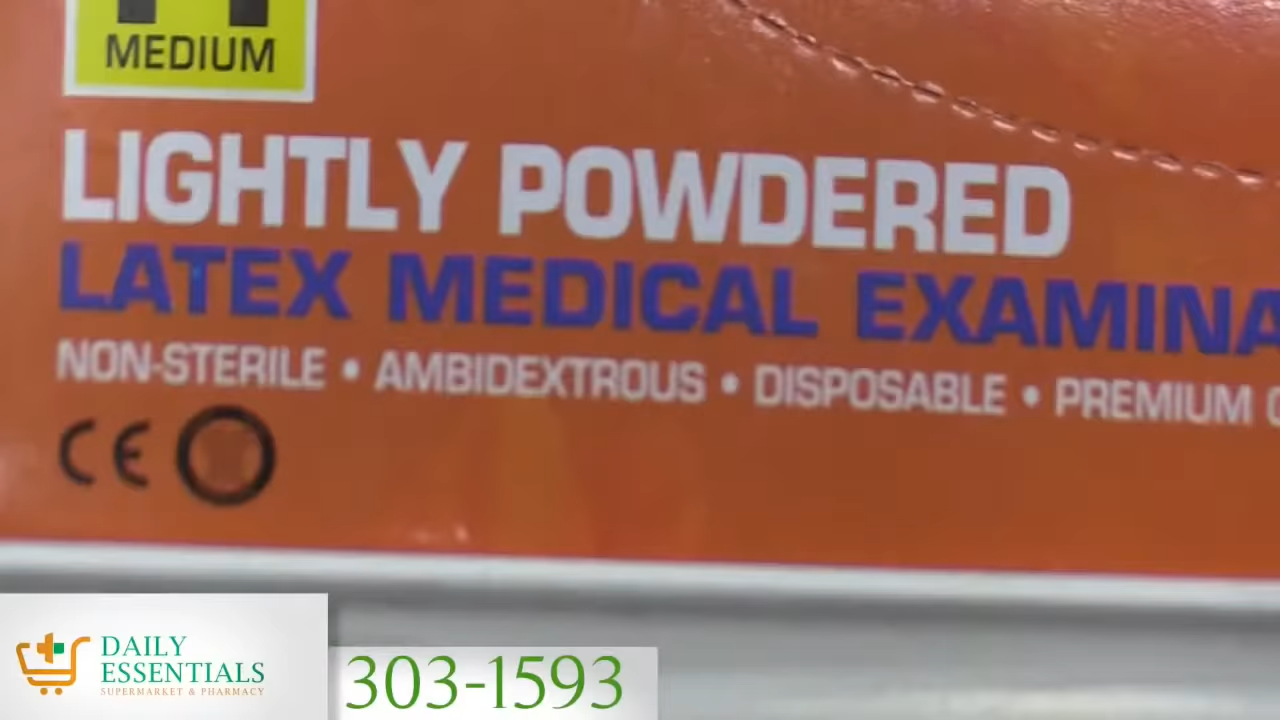 MEDIUM
LIGHTLY POWDERED
LATEX MEDICAL EXAMINA
NON-STERILE • AMBIDEXTROUS • DISPOSABLE • PREMIUM
CE
DAILY
ESSENTIALS
SUPERMARKET & PHARMACY
303-1593